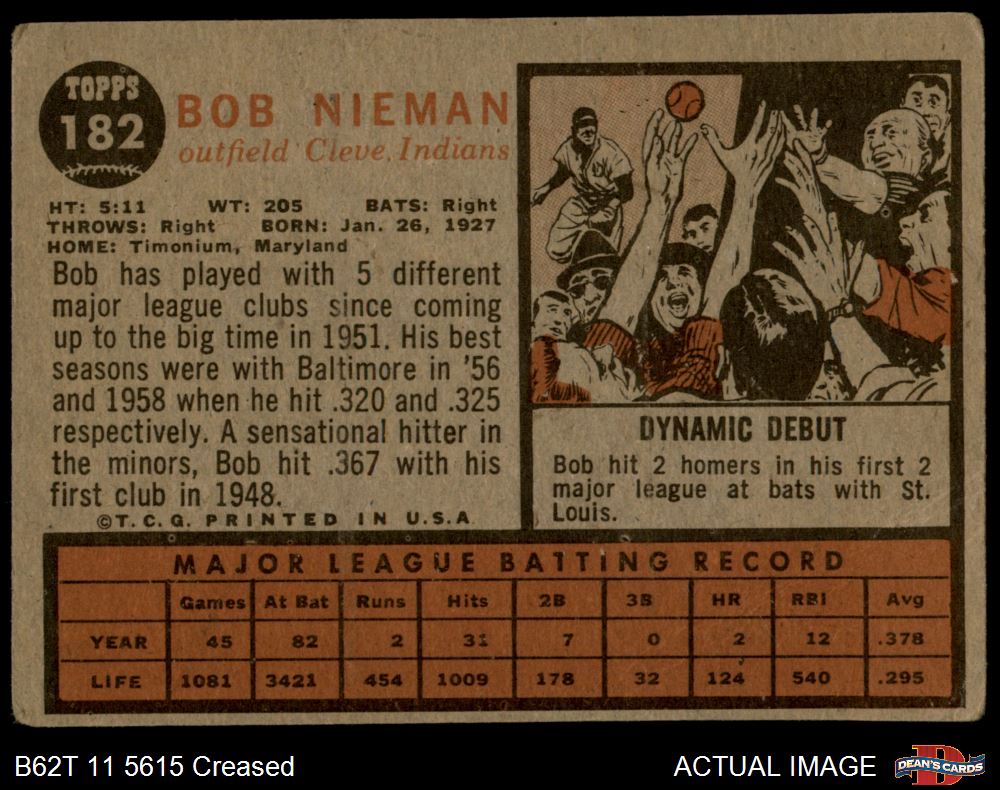 TOPPS
182
BOB NIEMAN
outfield Cleve. Indians
HT: 5:11 WT: 205 BATS: Right
THROWS: Right BORN: Jan. 26, 1927
HOME: Timonium, Maryland
Bob has played with 5 different
major league clubs since coming
up to the big time in 1951. His best
seasons were with Baltimore in '56
and 1958 when he hit .320 and .325
respectively. A sensational hitter in
the minors, Bob hit .367 with his
first club in 1948.
©T.C.G. PRINTED IN U.S.A.
DYNAMIC DEBUT
Bob hit 2 homers in his first 2
major league at bats with St.
Louis.
MAJOR LEAGUE BATTING RECORD
Games At Bat Runs Hits 2B 3B HR RBI Avg
YEAR 45 82 2 31 7 0 2 12 .378
LIFE 1081 3421 454 1009 178 32 124 540 .295
B62T 11 5615 Creased
ACTUAL IMAGE
DEAN'S CARDS